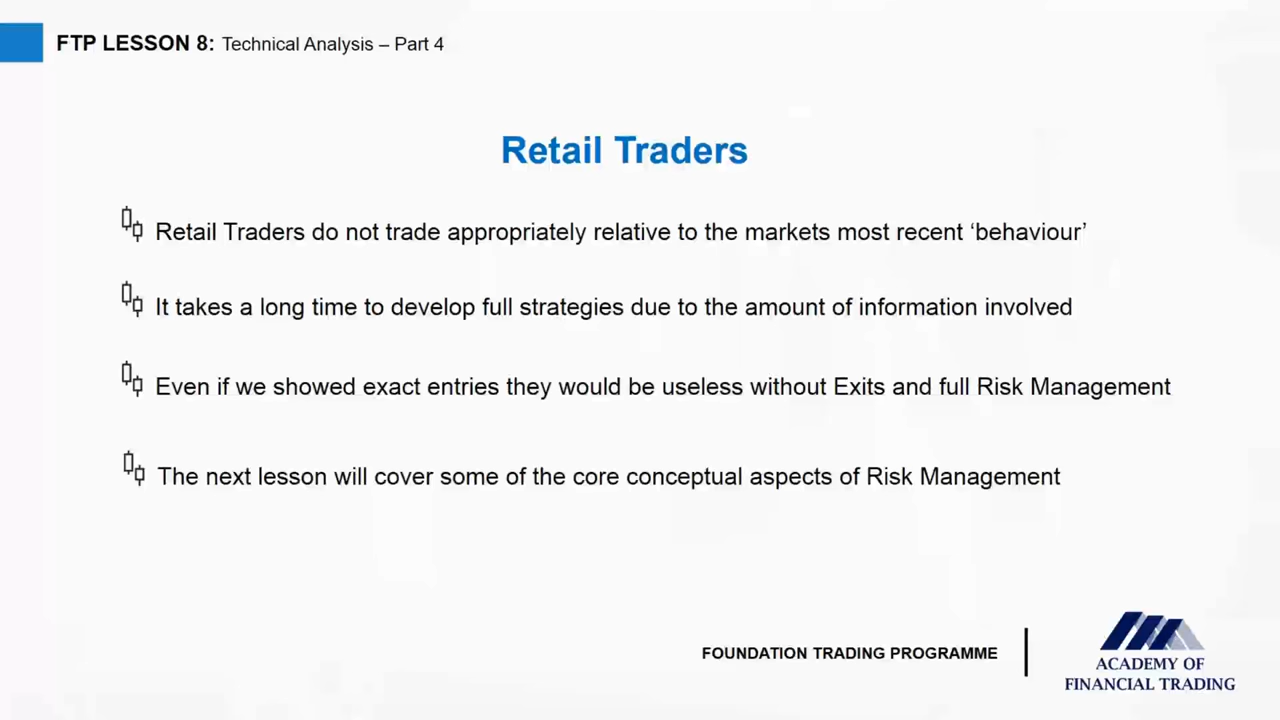 FTP LESSON 8: Technical Analysis – Part 4
Retail Traders
Retail Traders do not trade appropriately relative to the markets most recent ‘behaviour’
It takes a long time to develop full strategies due to the amount of information involved
Even if we showed exact entries they would be useless without Exits and full Risk Management
The next lesson will cover some of the core conceptual aspects of Risk Management
FOUNDATION TRADING PROGRAMME
ACADEMY OF
FINANCIAL TRADING